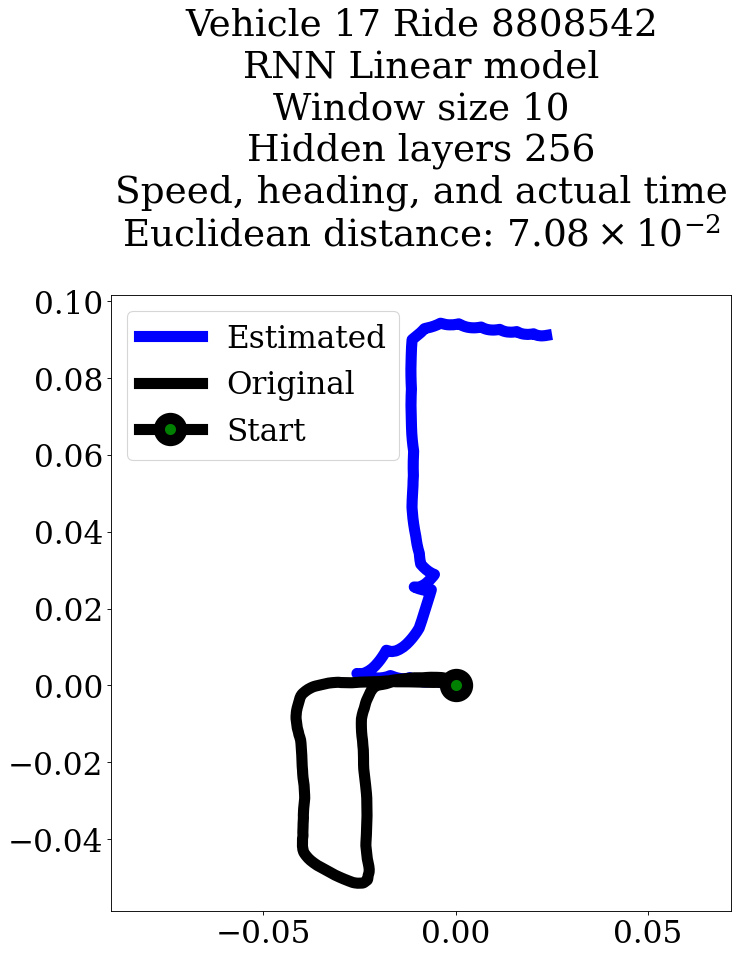 Vehicle 17 Ride 8808542
RNN Linear model
Window size 10
Hidden layers 256
Speed, heading, and actual time
Euclidean distance: 7.08 × 10⁻²
Estimated
Original
Start
0.10
0.08
0.06
0.04
0.02
0.00
−0.02
−0.04
−0.05 0.00 0.05